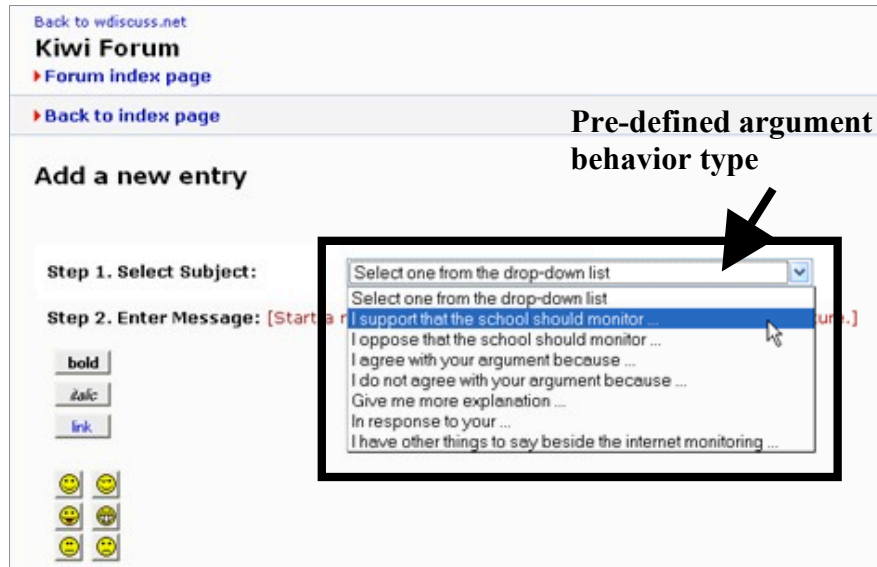 Back to wdiscuss.net
Kiwi Forum
Forum index page
Back to index page
Pre-defined argument
behavior type
Add a new entry
Step 1. Select Subject:
Select one from the drop-down list
Select one from the drop-down list
I support that the school should monitor ...
I oppose that the school should monitor ...
I agree with your argument because ...
I do not agree with your argument because ...
Give me more explanation ...
In response to your ...
I have other things to say beside the internet monitoring ...
Step 2. Enter Message: [Start a
bold
italic
link